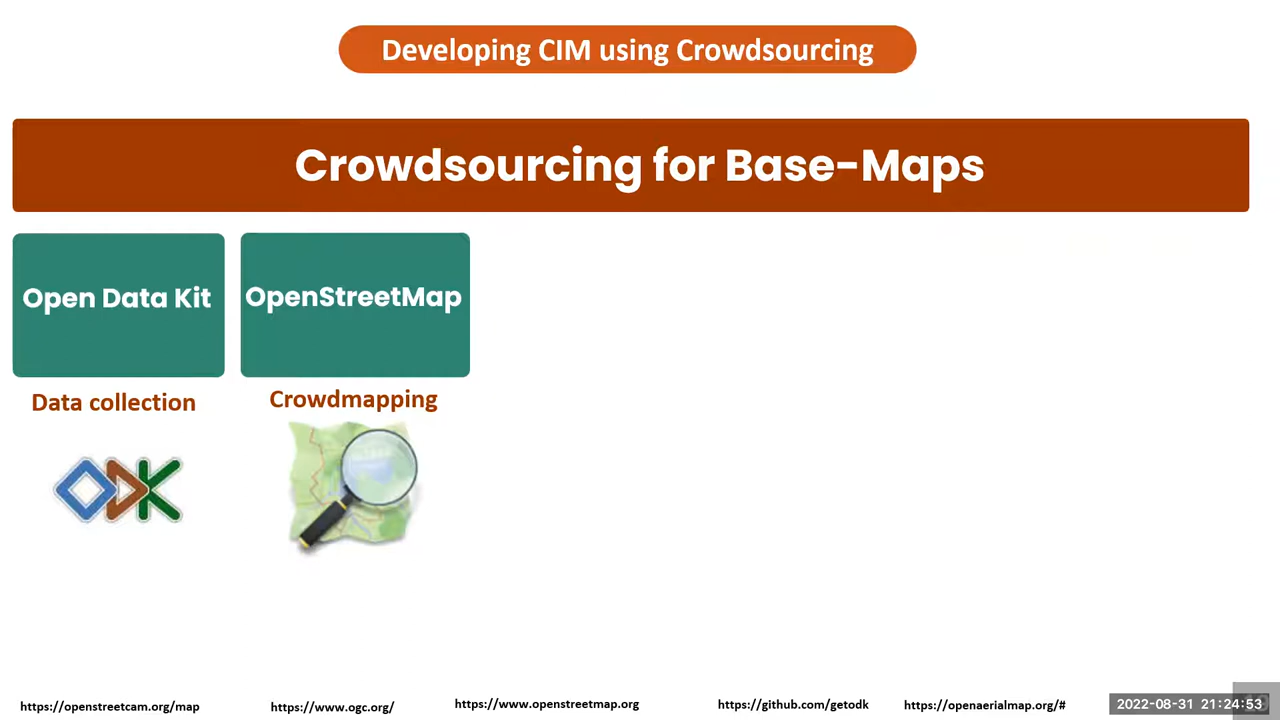 Developing CIM using Crowdsourcing
Crowdsourcing for Base-Maps
Open Data Kit
OpenStreetMap
Data collection
Crowdmapping
ODK
https://openstreetcam.org/map
https://www.ogc.org/
https://www.openstreetmap.org
https://github.com/getodk
https://openaerialmap.org/#
2022-08-31 21:24:53